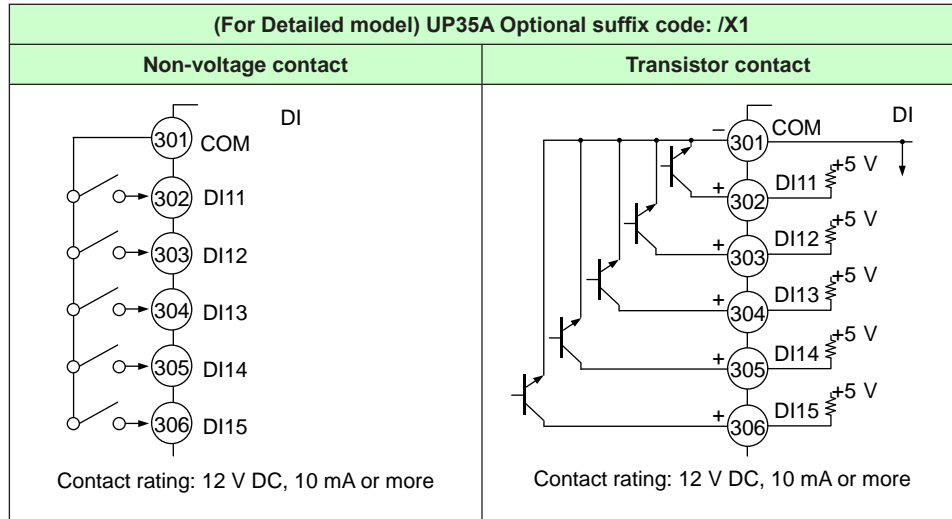 (For Detailed model) UP35A Optional suffix code: /X1
Non-voltage contact
Transistor contact
DI
301 COM
302 DI11
303 DI12
304 DI13
305 DI14
306 DI15
Contact rating: 12 V DC, 10 mA or more
DI
– 301 COM
+5 V
+ 302 DI11
+5 V
+ 303 DI12
+5 V
+ 304 DI13
+5 V
+ 305 DI14
+5 V
+ 306 DI15
Contact rating: 12 V DC, 10 mA or more